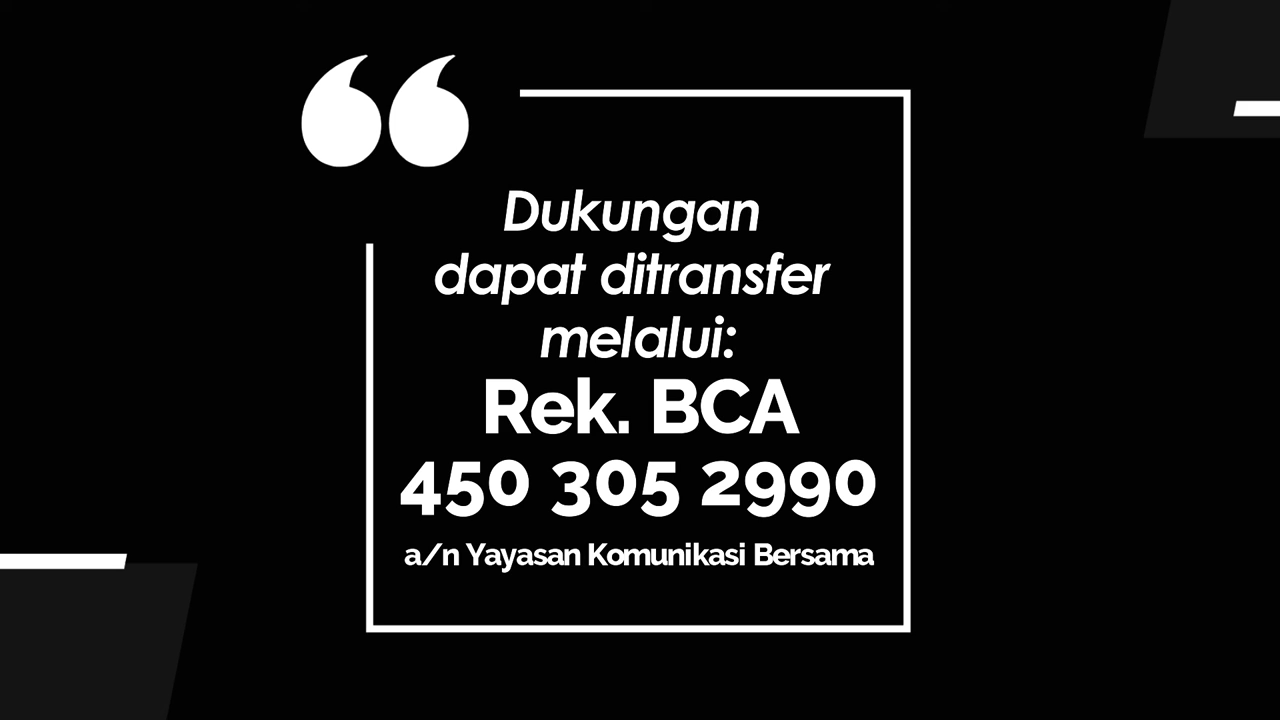 Dukungan
dapat ditransfer
melalui:
Rek. BCA
450 305 2990
a/n Yayasan Komunikasi Bersama